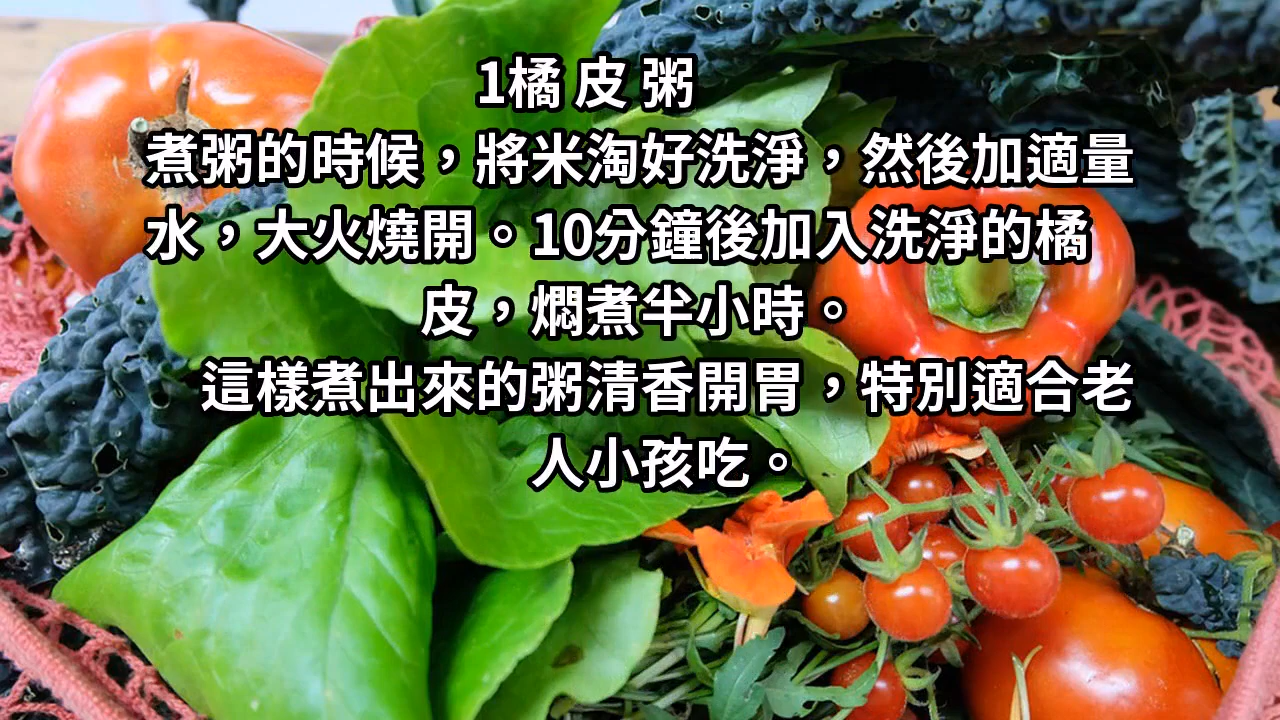 1橘 皮 粥
煮粥的時候，將米淘好洗淨，然後加適量
水，大火燒開。10分鐘後加入洗淨的橘
皮，燜煮半小時。
這樣煮出來的粥清香開胃，特別適合老
人小孩吃。